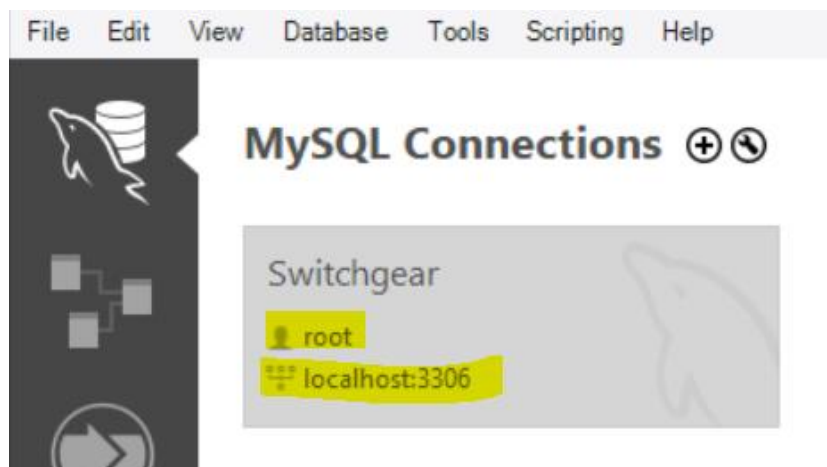 File Edit View Database Tools Scripting Help
MySQL Connections
Switchgear
root
localhost:3306